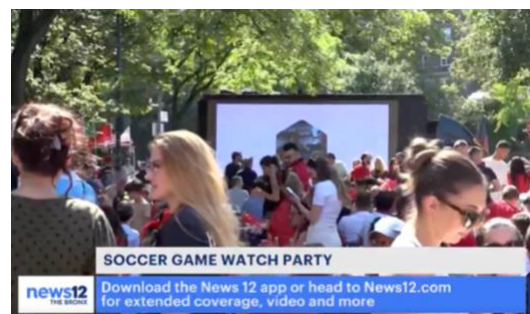 SOCCER GAME WATCH PARTY
Download the News 12 app or head to News12.com
for extended coverage, video and more
news12
THE BRONX